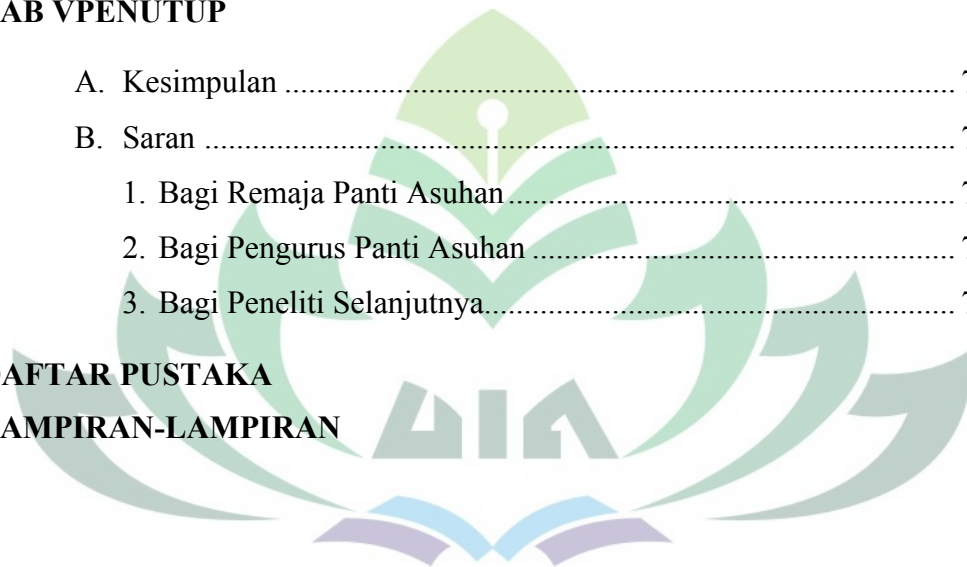 AB VPENUTUP
A. Kesimpulan ........................................................................................
B. Saran ..................................................................................................
1. Bagi Remaja Panti Asuhan .........................................................
2. Bagi Pengurus Panti Asuhan ......................................................
3. Bagi Peneliti Selanjutnya............................................................
AFTAR PUSTAKA
AMPIRAN-LAMPIRAN
UIN